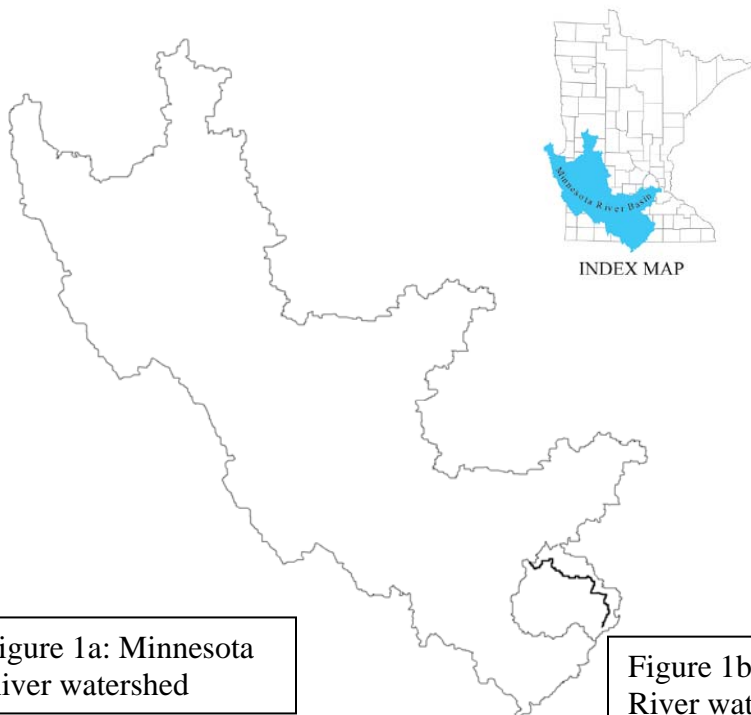 Minnesota River Basin
INDEX MAP
igure 1a: Minnesota
iver watershed
Figure 1b
River wat